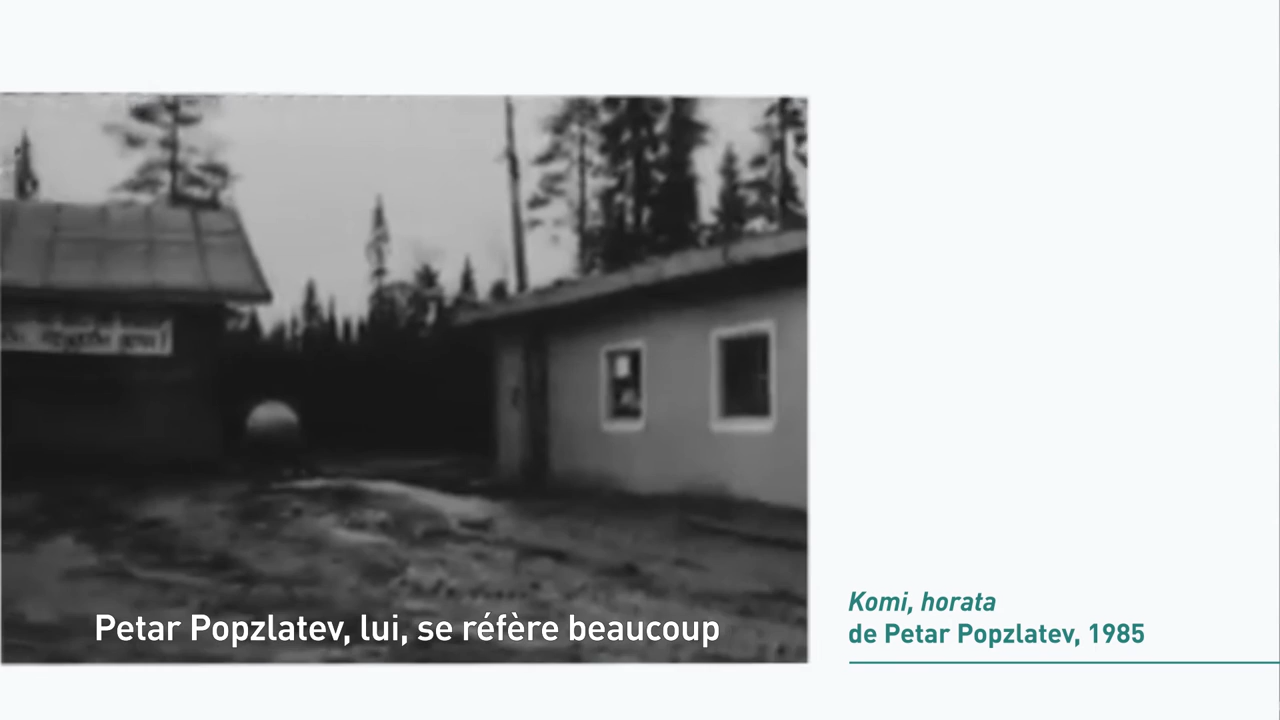 Petar Popzlatev, lui, se réfère beaucoup
Komi, horata
de Petar Popzlatev, 1985